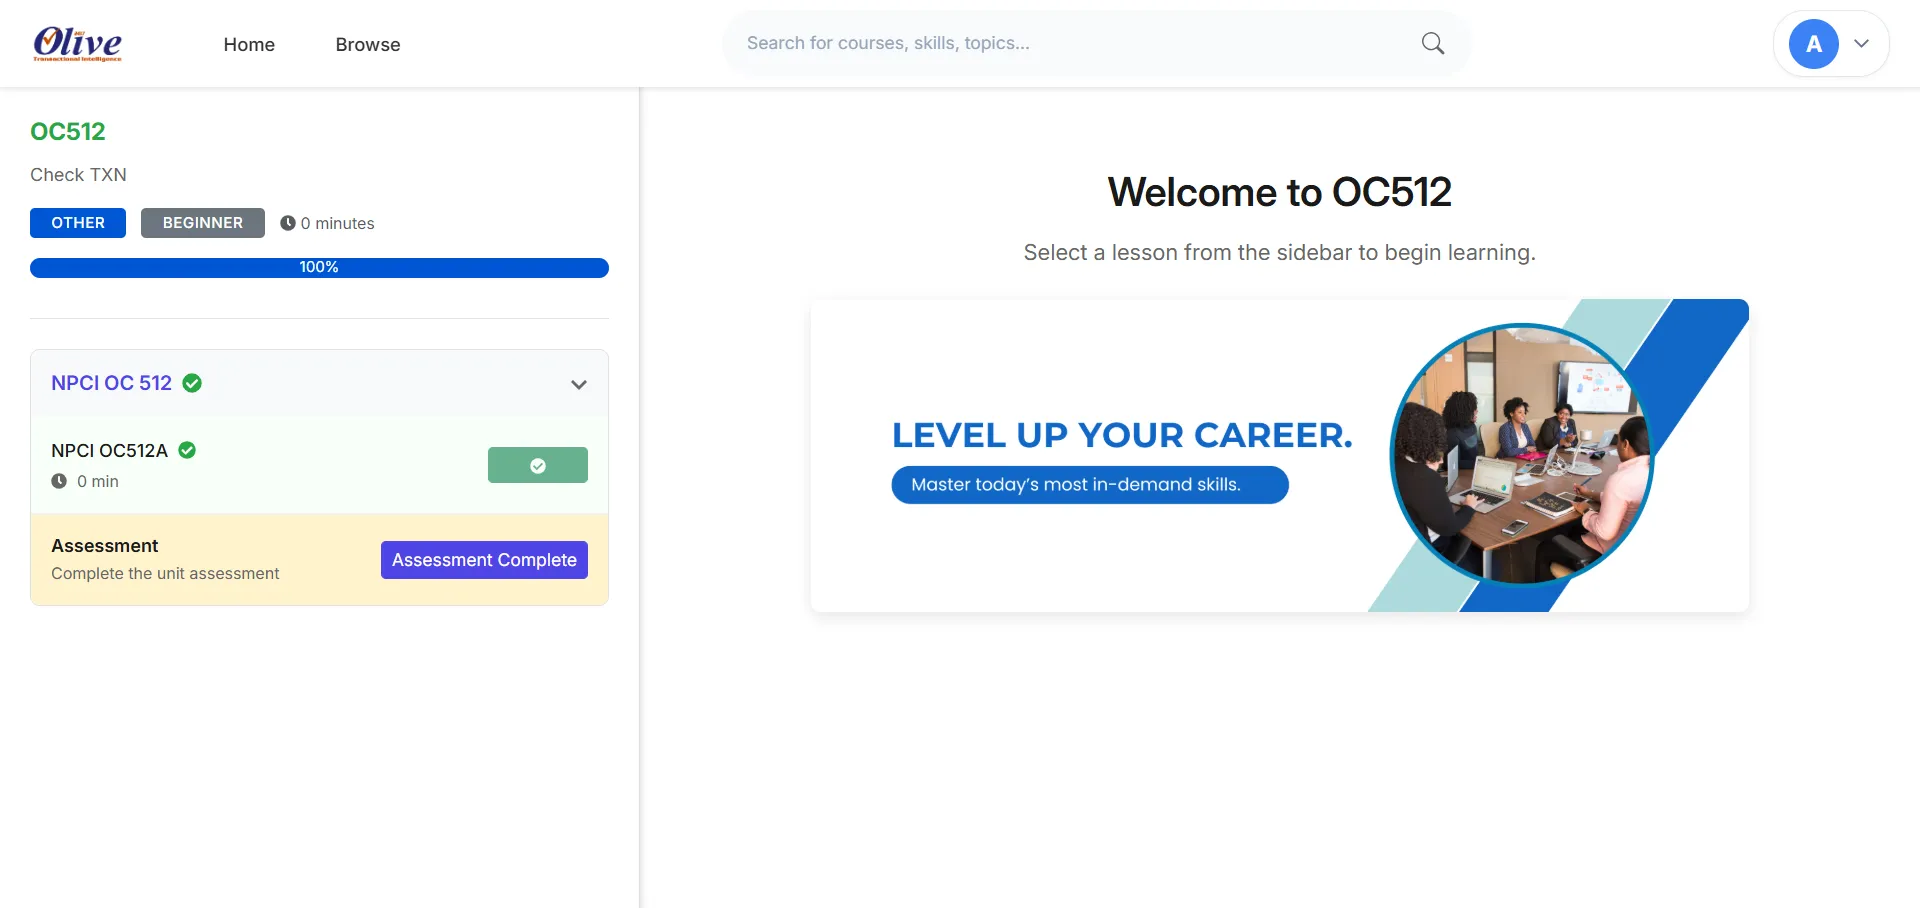 Olive
Transactional Intelligence
Home
Browse
Search for courses, skills, topics...
A
OC512
Check TXN
OTHER
BEGINNER
0 minutes
100%
NPCI OC 512
NPCI OC512A
0 min
Assessment
Complete the unit assessment
Assessment Complete
Welcome to OC512
Select a lesson from the sidebar to begin learning.
LEVEL UP YOUR CAREER.
Master today's most in-demand skills.